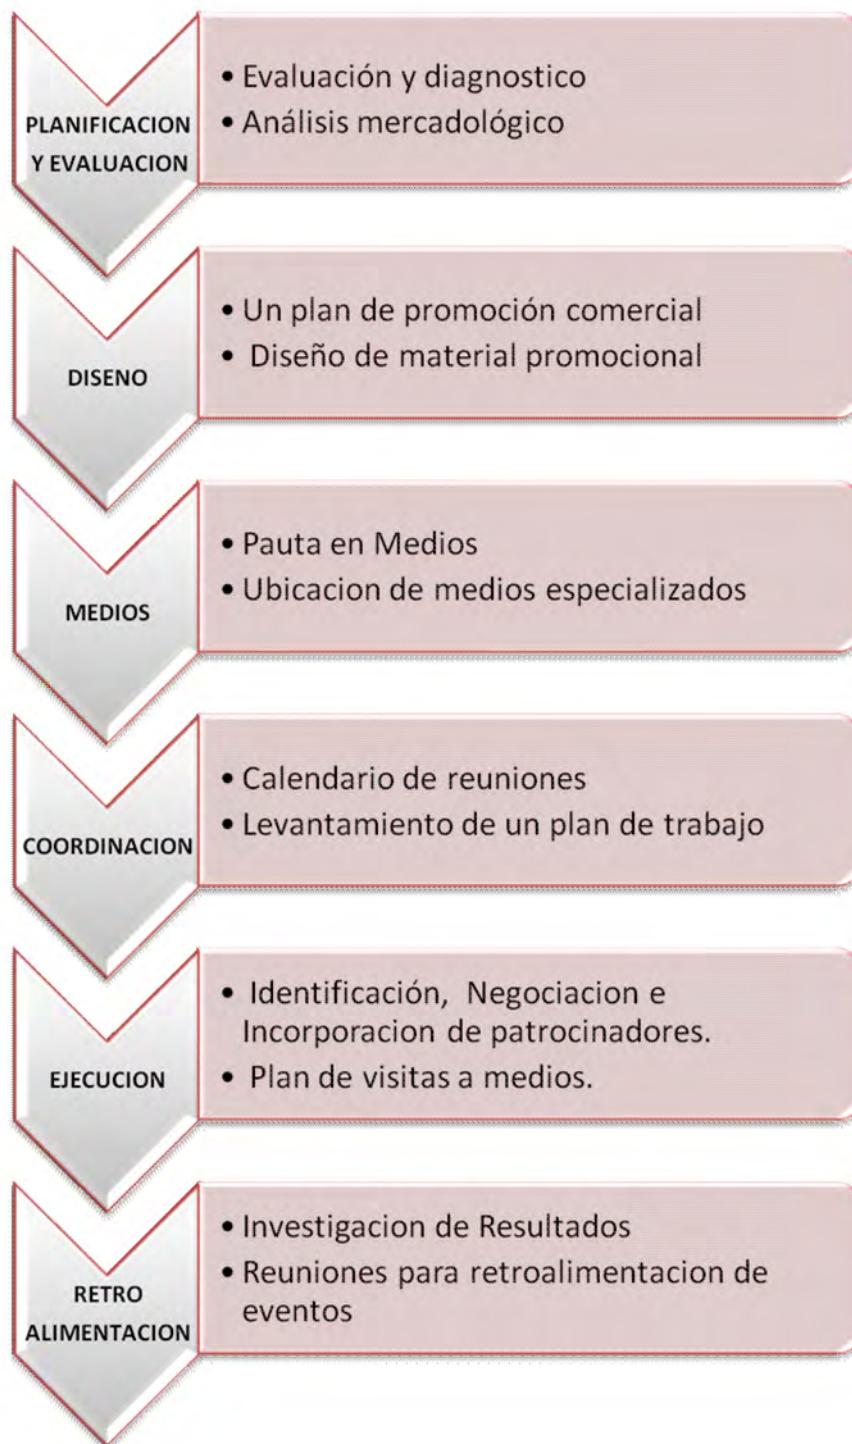 PLANIFICACION
Y EVALUACION
• Evaluación y diagnostico
• Análisis mercadológico
DISENO
• Un plan de promoción comercial
• Diseño de material promocional
MEDIOS
• Pauta en Medios
• Ubicacion de medios especializados
COORDINACION
• Calendario de reuniones
• Levantamiento de un plan de trabajo
EJECUCION
• Identificación, Negociacion e
Incorporacion de patrocinadores.
• Plan de visitas a medios.
RETRO
ALIMENTACION
• Investigacion de Resultados
• Reuniones para retroalimentacion de
eventos